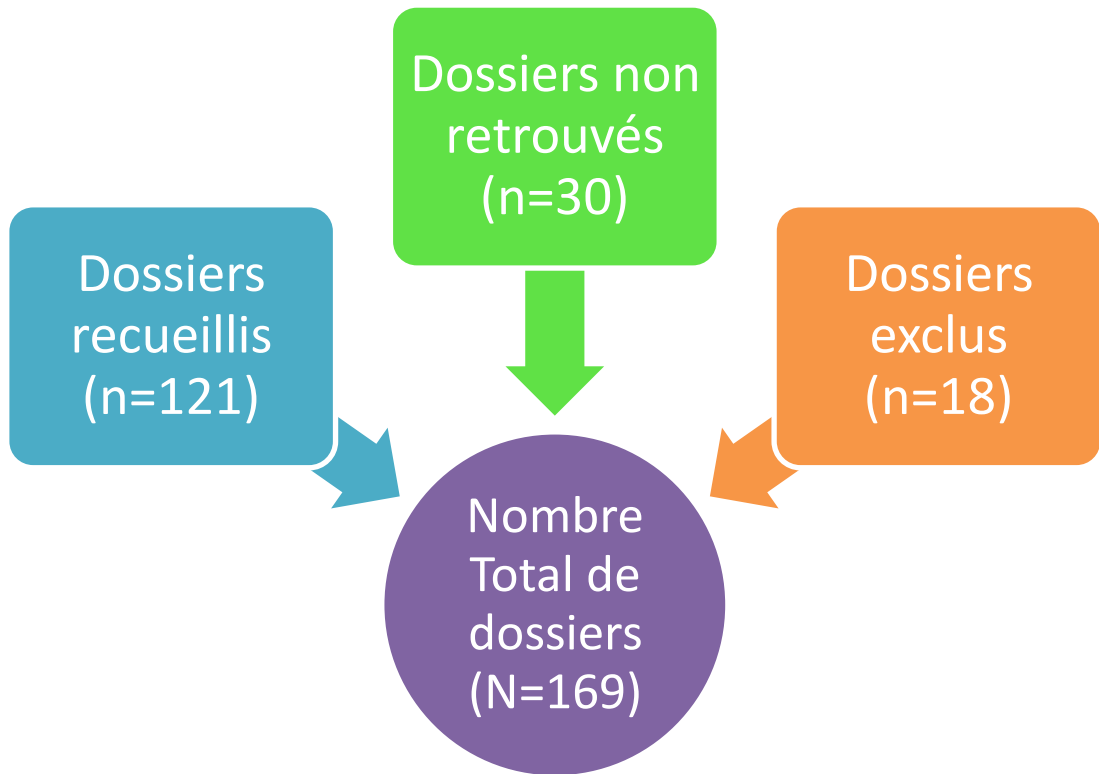 Dossiers non
retrouvés
(n=30)
Dossiers
recueillis
(n=121)
Dossiers
exclus
(n=18)
Nombre
Total de
dossiers
(N=169)